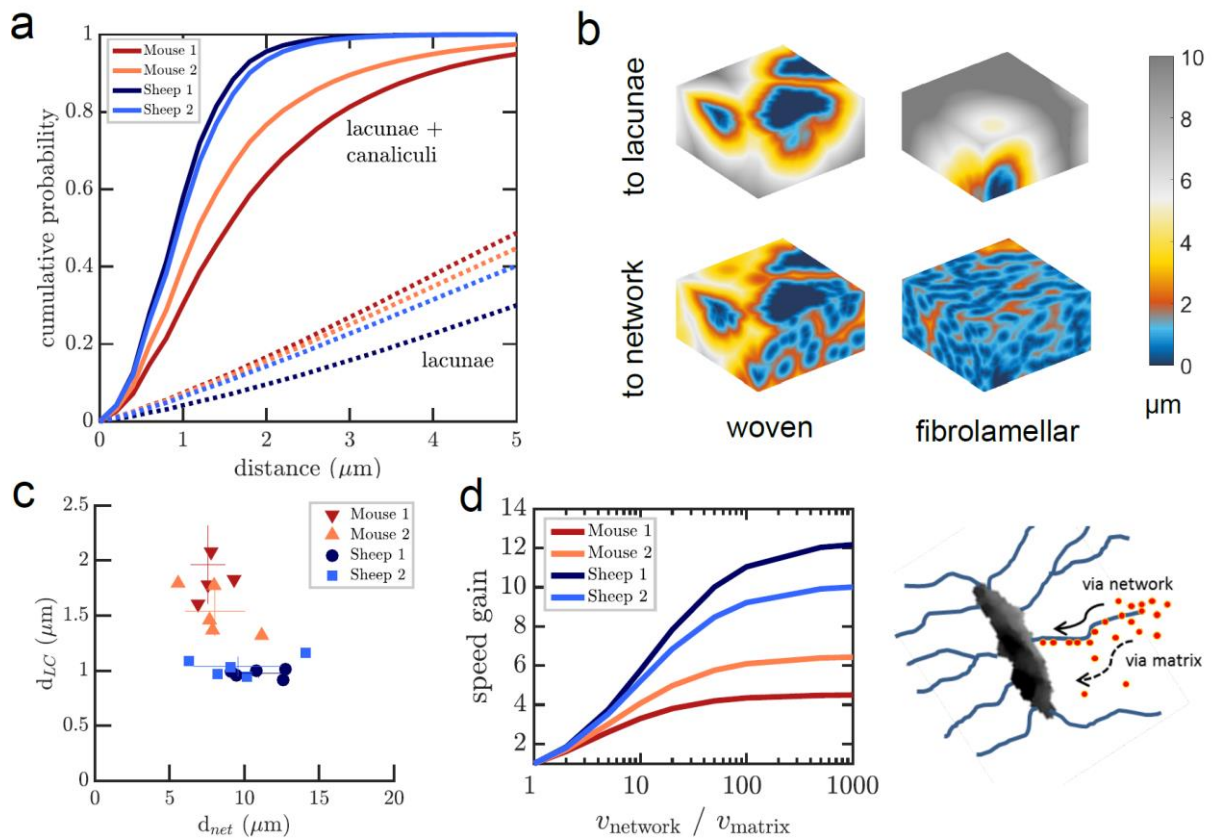 a
cumulative probability
1
0.8
0.6
0.4
0.2
0
Mouse 1
Mouse 2
Sheep 1
Sheep 2
lacunae +
canaliculi
lacunae
0 1 2 3 4 5
distance (μm)
b
to lacunae
to network
woven
fibrolamellar
10
8
6
4
2
0
μm
c
d_LC (μm)
2.5
2
1.5
1
0.5
0
Mouse 1
Mouse 2
Sheep 1
Sheep 2
0 5 10 15 20
d_net (μm)
d
speed gain
14
12
10
8
6
4
2
Mouse 1
Mouse 2
Sheep 1
Sheep 2
1 10 100 1000
v_network / v_matrix
via network
via matrix